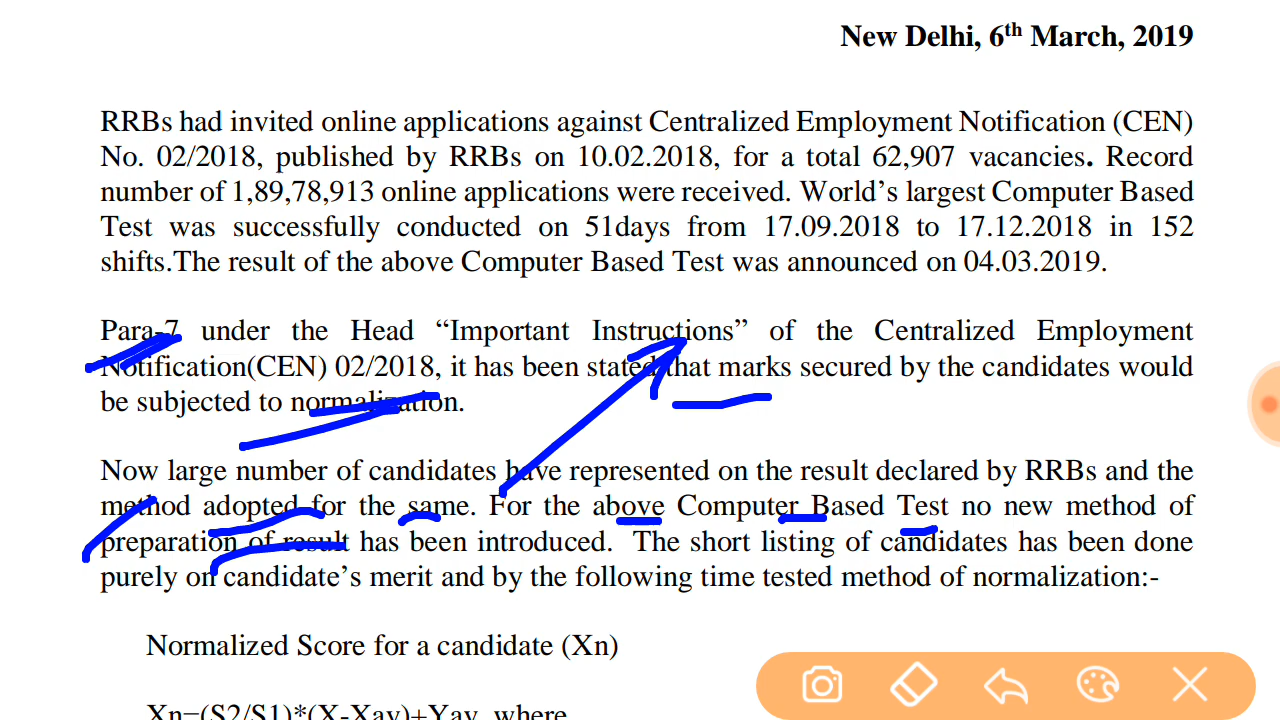 New Delhi, 6th March, 2019
RRBs had invited online applications against Centralized Employment Notification (CEN)
No. 02/2018, published by RRBs on 10.02.2018, for a total 62,907 vacancies. Record
number of 1,89,78,913 online applications were received. World’s largest Computer Based
Test was successfully conducted on 51days from 17.09.2018 to 17.12.2018 in 152
shifts.The result of the above Computer Based Test was announced on 04.03.2019.
Para-7 under the Head “Important Instructions” of the Centralized Employment
Notification(CEN) 02/2018, it has been stated that marks secured by the candidates would
be subjected to normalization.
Now large number of candidates have represented on the result declared by RRBs and the
method adopted for the same. For the above Computer Based Test no new method of
preparation of result has been introduced. The short listing of candidates has been done
purely on candidate’s merit and by the following time tested method of normalization:-
Normalized Score for a candidate (Xn)
Xn=(S2/S1)*(X-Xav)+Yav, where